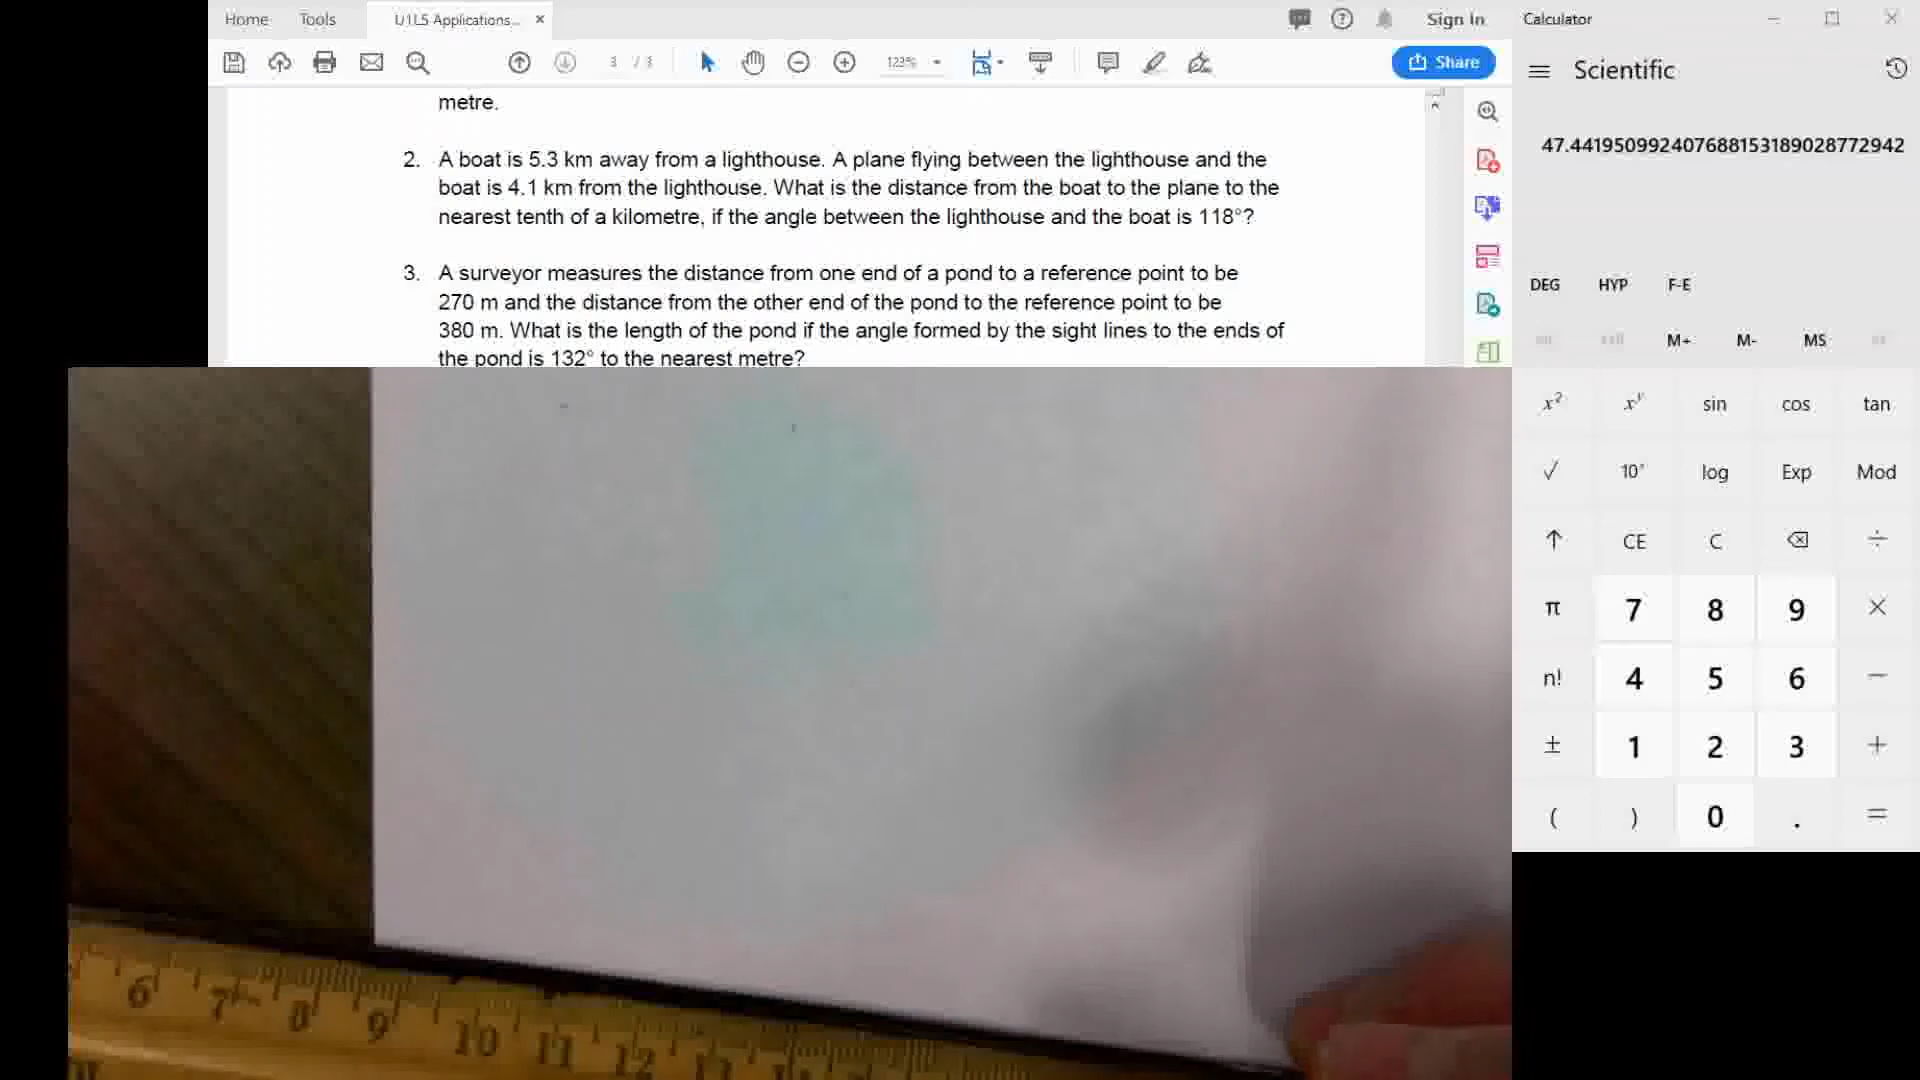 Home Tools U1L5 Applications... × Sign In
3 / 3 123% Share
metre.
2. A boat is 5.3 km away from a lighthouse. A plane flying between the lighthouse and the
boat is 4.1 km from the lighthouse. What is the distance from the boat to the plane to the
nearest tenth of a kilometre, if the angle between the lighthouse and the boat is 118°?
3. A surveyor measures the distance from one end of a pond to a reference point to be
270 m and the distance from the other end of the pond to the reference point to be
380 m. What is the length of the pond if the angle formed by the sight lines to the ends of
the pond is 132° to the nearest metre?
Calculator
Scientific
47.441950992407688153189028772942
DEG HYP F-E
M+ M- MS
x² xʸ sin cos tan
√ 10ˣ log Exp Mod
↑ CE C ÷
π 7 8 9 ×
n! 4 5 6 −
± 1 2 3 +
( ) 0 . =
6 7 8 9 10 11 12